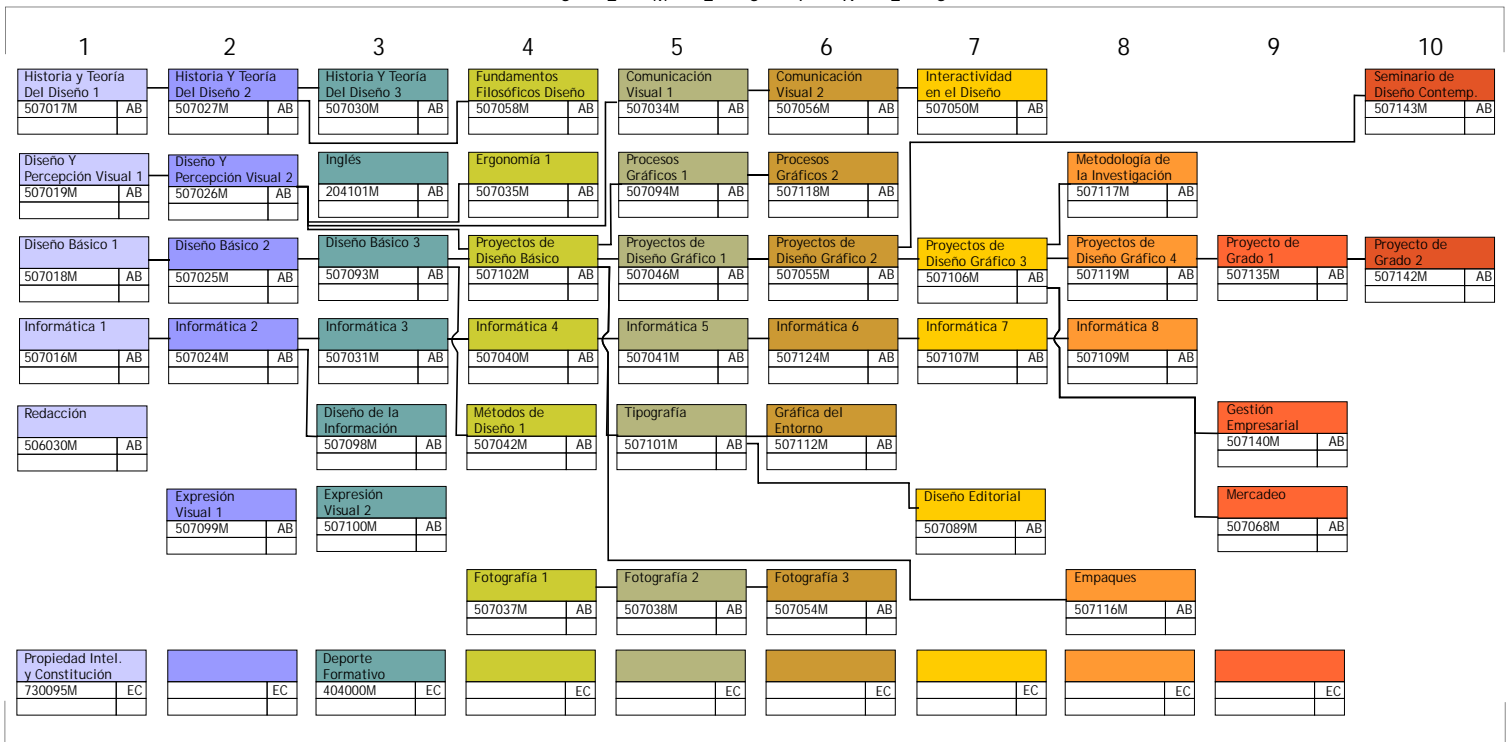 1 2 3 4 5 6 7 8 9 10
Historia y Teoría Historia Y Teoría Historia Y Teoría Fundamentos Comunicación Comunicación Interactividad Seminario de
Del Diseño 1 Del Diseño 2 Del Diseño 3 Filosóficos Diseño Visual 1 Visual 2 en el Diseño Diseño Contemp.
507017M AB 507027M AB 507030M AB 507058M AB 507034M AB 507056M AB 507050M AB 507143M AB
Diseño Y Diseño Y Inglés Ergonomía 1 Procesos Procesos Metodología de
Percepción Visual 1 Percepción Visual 2 Gráficos 1 Gráficos 2 la Investigación
507019M AB 507026M AB 204101M AB 507035M AB 507094M AB 507118M AB 507117M AB
Diseño Básico 1 Diseño Básico 2 Diseño Básico 3 Proyectos de Proyectos de Proyectos de Proyectos de Proyectos de Proyecto de Proyecto de
Diseño Básico Diseño Gráfico 1 Diseño Gráfico 2 Diseño Gráfico 3 Diseño Gráfico 4 Grado 1 Grado 2
507018M AB 507025M AB 507093M AB 507102M AB 507046M AB 507055M AB 507106M AB 507119M AB 507135M AB 507142M AB
Informática 1 Informática 2 Informática 3 Informática 4 Informática 5 Informática 6 Informática 7 Informática 8
507016M AB 507024M AB 507031M AB 507040M AB 507041M AB 507124M AB 507107M AB 507109M AB
Redacción Diseño de la Métodos de Tipografía Gráfica del Gestión
Información Diseño 1 Entorno Empresarial
506030M AB 507098M AB 507042M AB 507101M AB 507112M AB 507140M AB
Expresión Expresión Diseño Editorial Mercadeo
Visual 1 Visual 2
507099M AB 507100M AB 507089M AB 507068M AB
Fotografía 1 Fotografía 2 Fotografía 3 Empaques
507037M AB 507038M AB 507054M AB 507116M AB
Propiedad Intel. Deporte
y Constitución Formativo
730095M EC EC 404000M EC EC EC EC EC EC EC